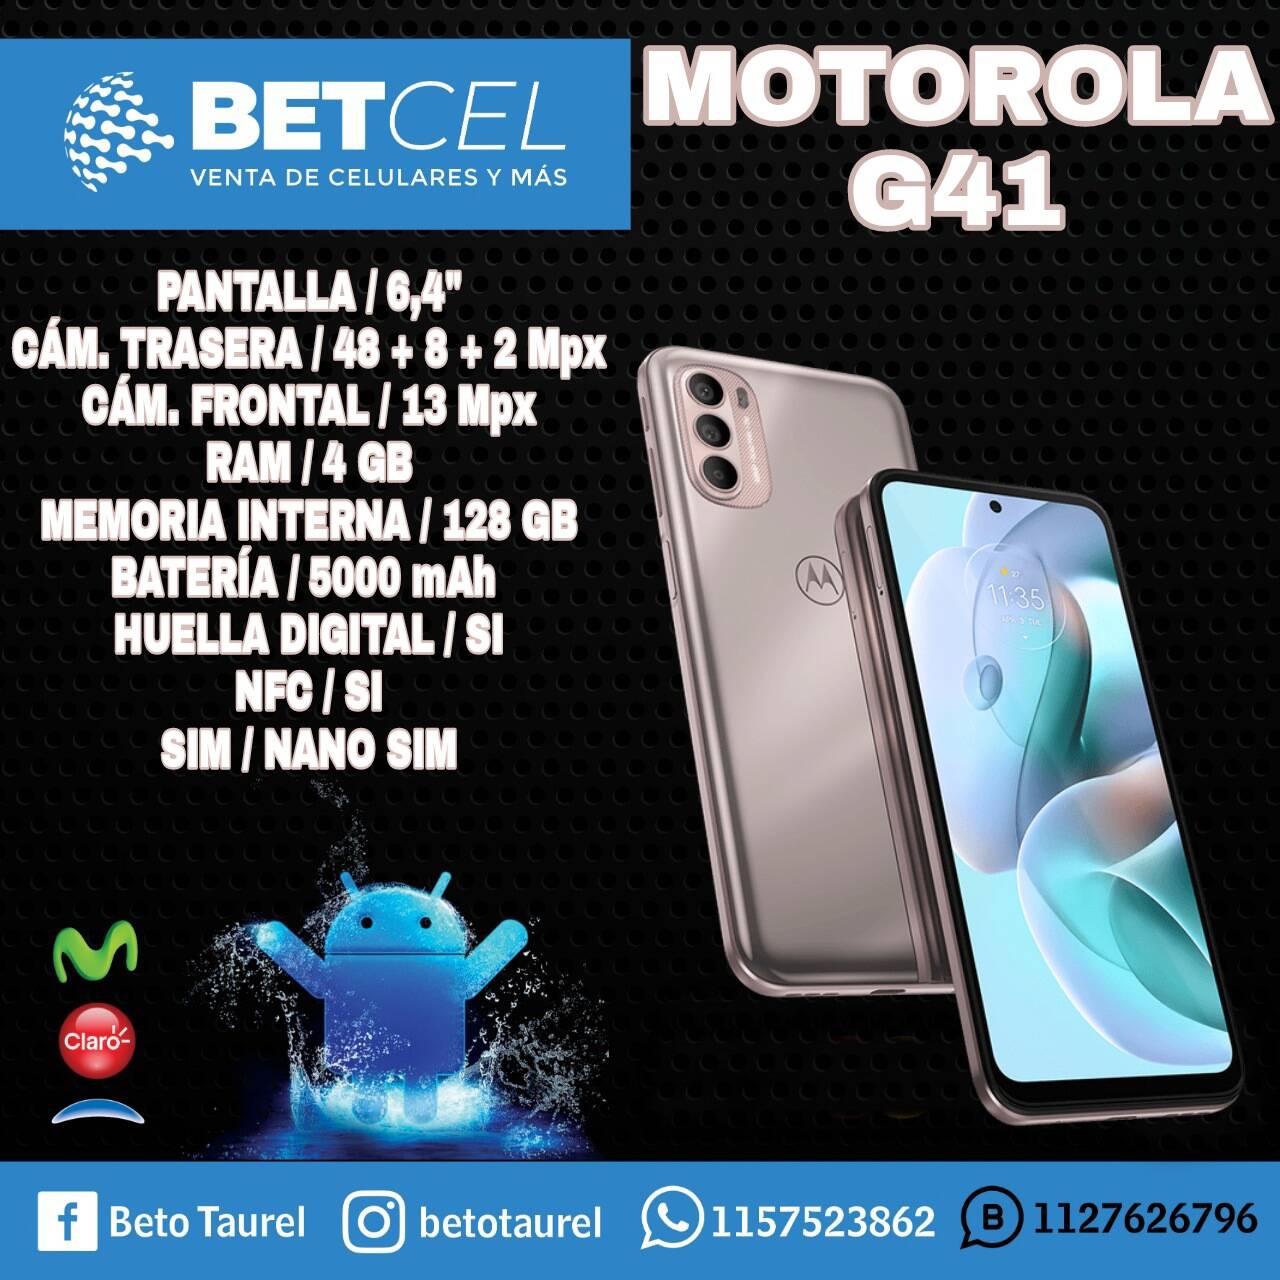 BETCEL
VENTA DE CELULARES Y MÁS
MOTOROLA
G41
PANTALLA / 6,4"
CÁM. TRASERA / 48 + 8 + 2 Mpx
CÁM. FRONTAL / 13 Mpx
RAM / 4 GB
MEMORIA INTERNA / 128 GB
BATERÍA / 5000 mAh
HUELLA DIGITAL / SI
NFC / SI
SIM / NANO SIM
11:35
Claro
Beto Taurel
betotaurel
1157523862
B 1127626796